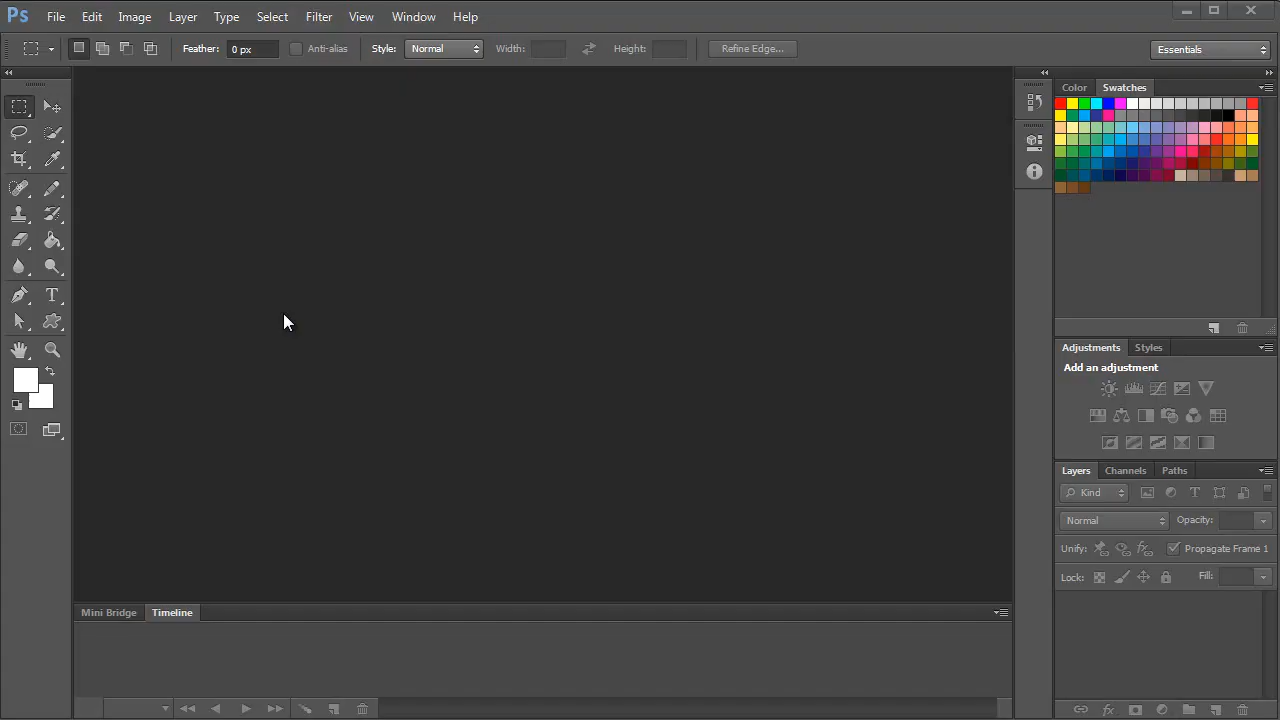 Ps File Edit Image Layer Type Select Filter View Window Help
Feather: 0 px Anti-alias Style: Normal Width: Height: Refine Edge... Essentials
Color Swatches
Adjustments Styles
Add an adjustment
Layers Channels Paths
Kind
Normal Opacity:
Unify: Propagate Frame 1
Lock: Fill:
Mini Bridge Timeline